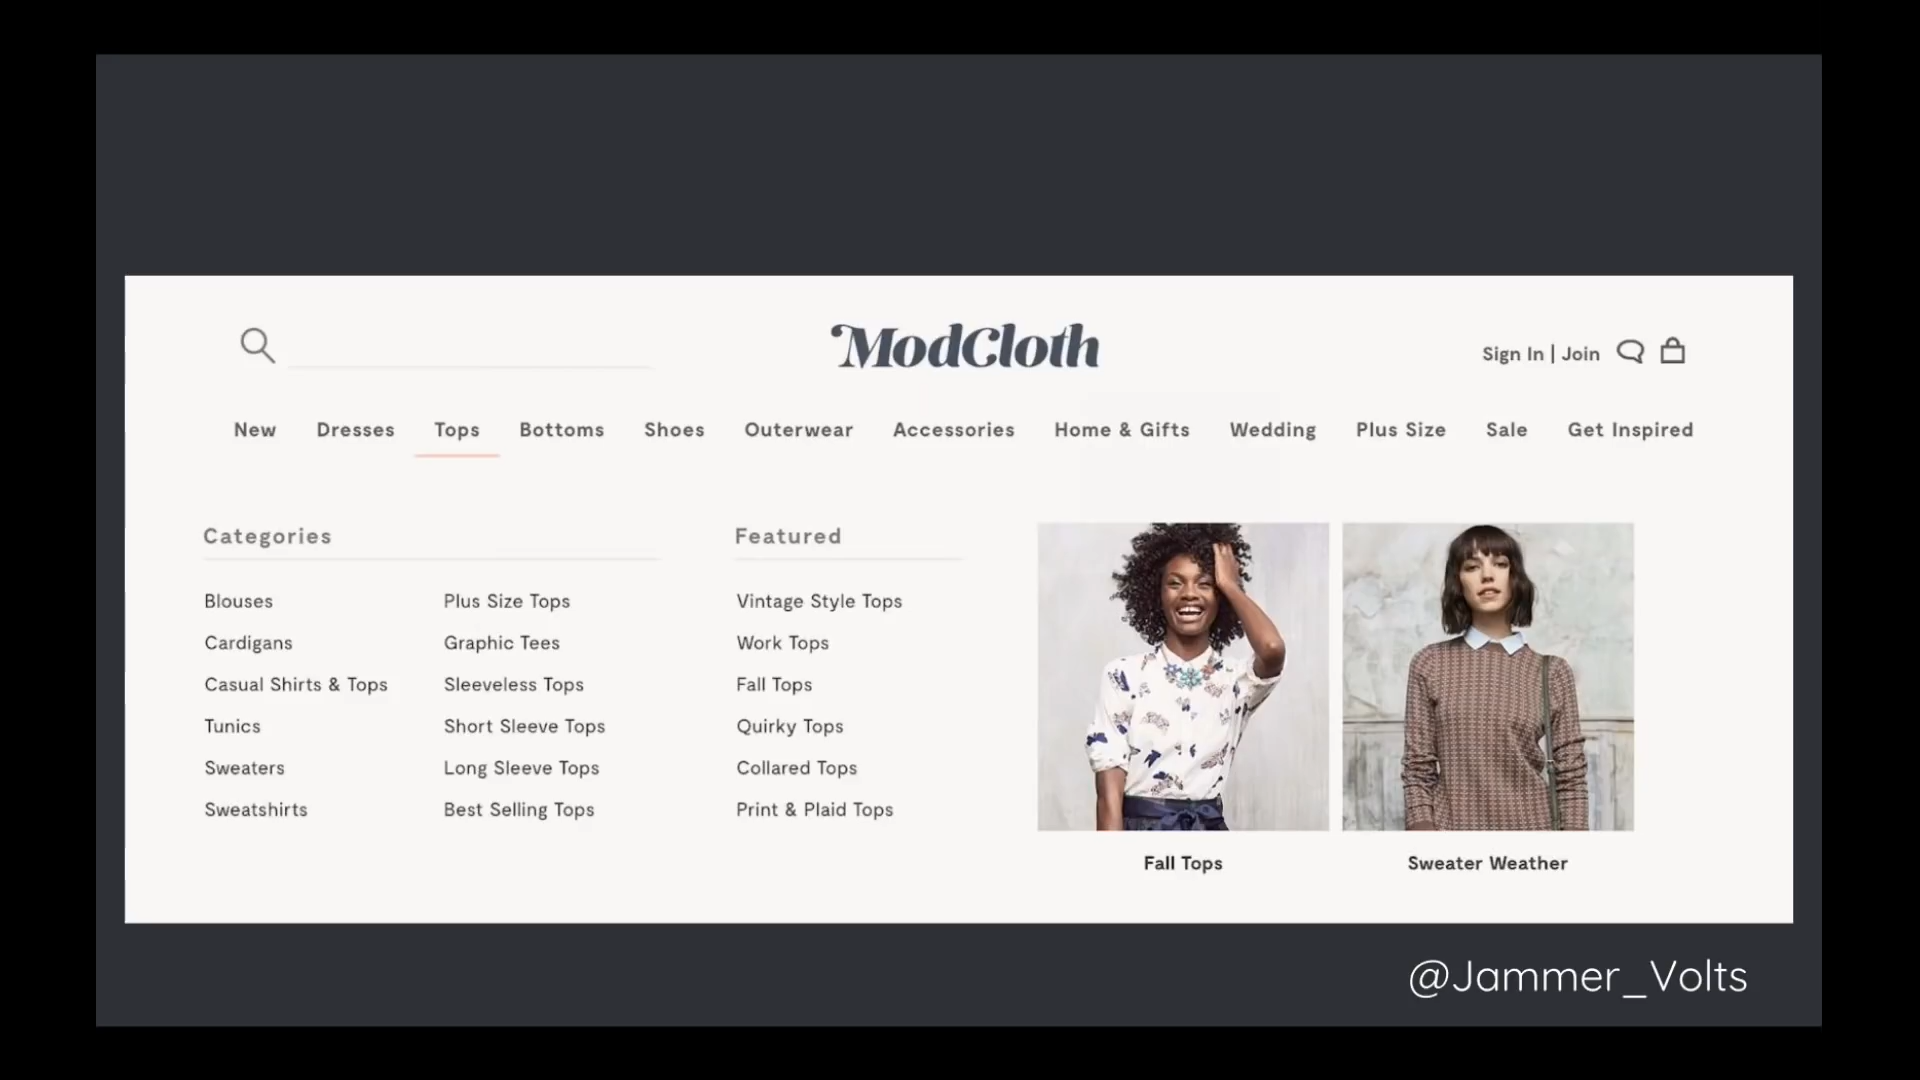 ModCloth
Sign In | Join
New Dresses Tops Bottoms Shoes Outerwear Accessories Home & Gifts Wedding Plus Size Sale Get Inspired
Categories
Blouses
Cardigans
Casual Shirts & Tops
Tunics
Sweaters
Sweatshirts
Plus Size Tops
Graphic Tees
Sleeveless Tops
Short Sleeve Tops
Long Sleeve Tops
Best Selling Tops
Featured
Vintage Style Tops
Work Tops
Fall Tops
Quirky Tops
Collared Tops
Print & Plaid Tops
Fall Tops
Sweater Weather
@Jammer_Volts